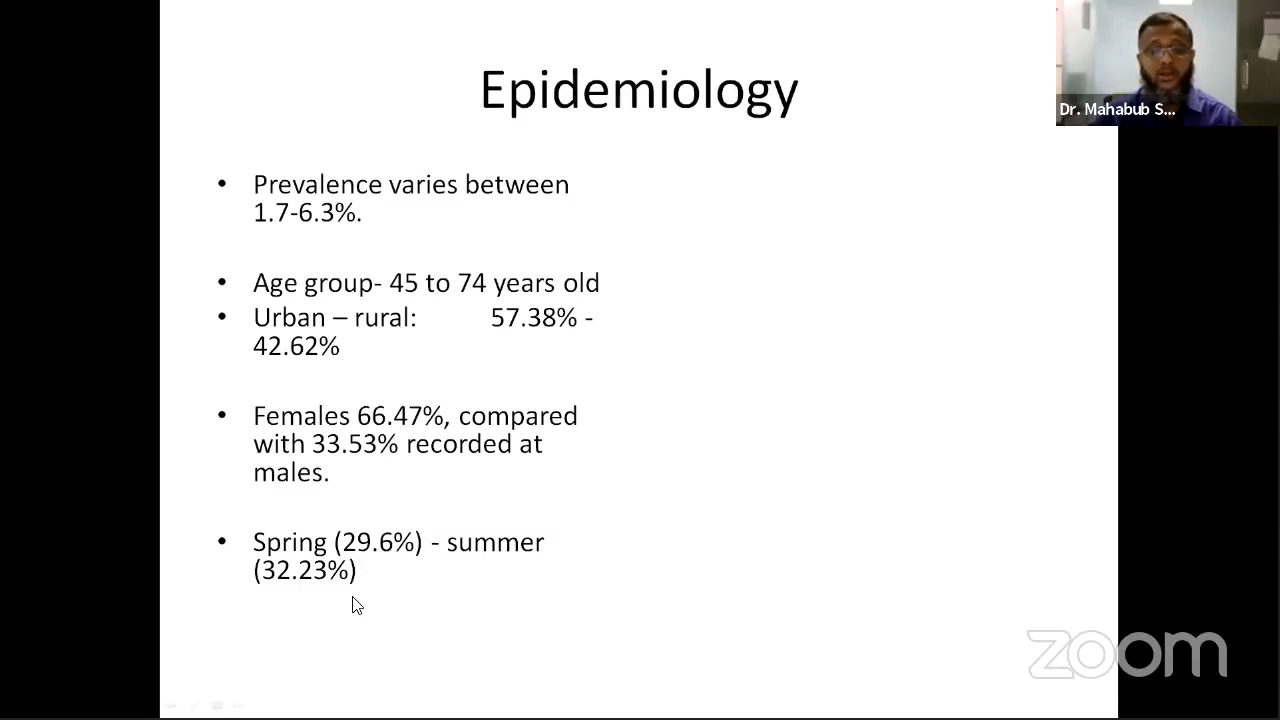 Epidemiology
Dr. Mahabub S...
• Prevalence varies between
1.7-6.3%.
• Age group- 45 to 74 years old
• Urban – rural: 57.38% -
42.62%
• Females 66.47%, compared
with 33.53% recorded at
males.
• Spring (29.6%) - summer
(32.23%)
zoom